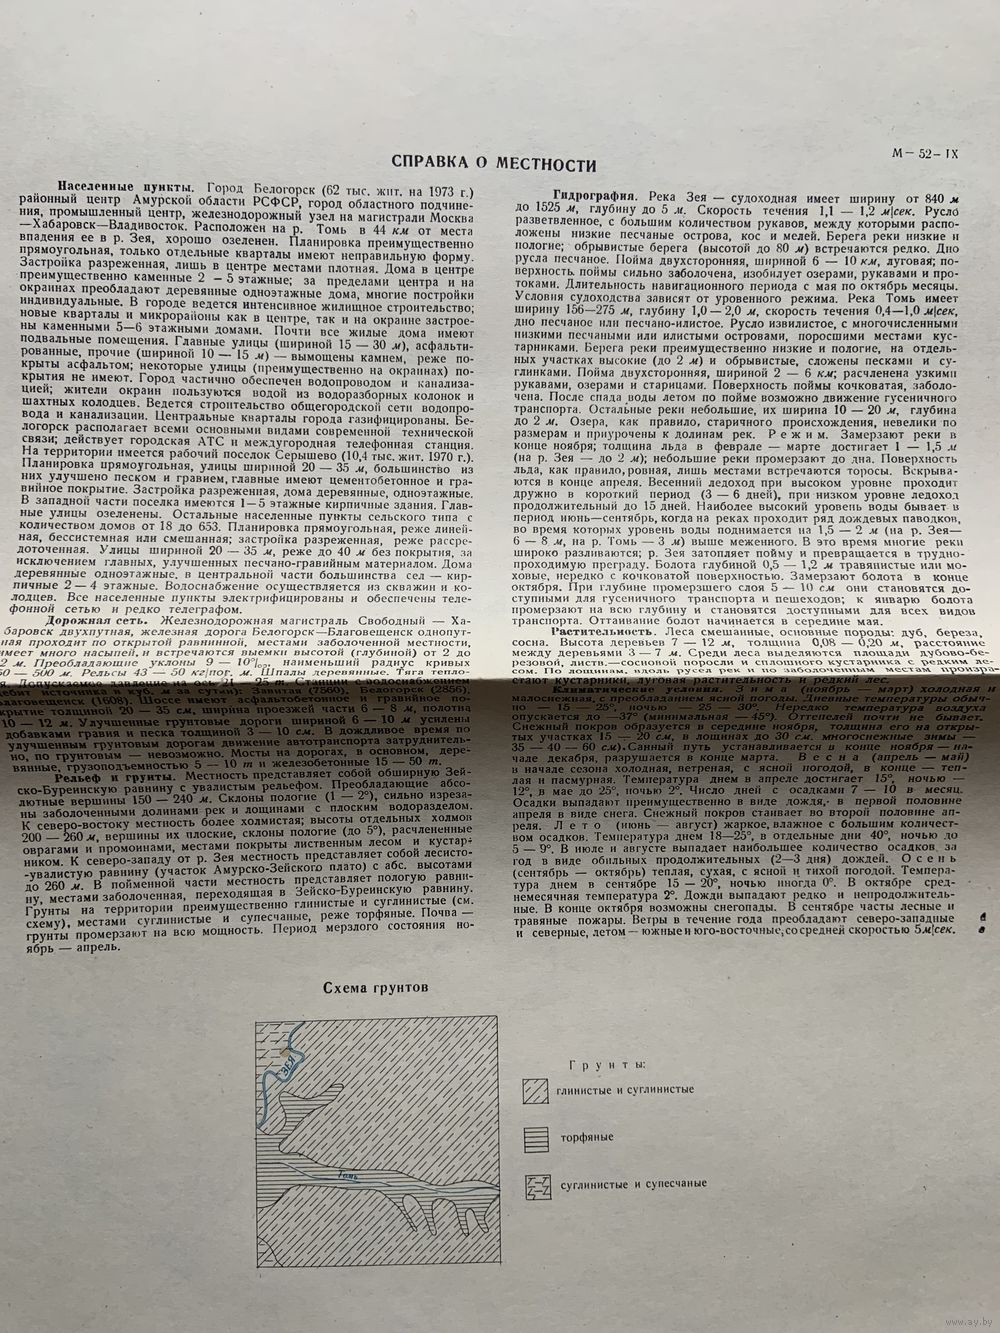 СПРАВКА О МЕСТНОСТИ
М — 52 — IX
Населенные пункты. Город Белогорск (62 тыс. жит. на 1973 г.)
районный центр Амурской области РСФСР, город областного подчине-
ния, промышленный центр, железнодорожный узел на магистрали Москва
—Хабаровск—Владивосток. Расположен на р. Томь в 44 км от места
впадения ее в р. Зея, хорошо озеленен. Планировка преимущественно
прямоугольная, только отдельные кварталы имеют неправильную форму.
Застройка разреженная, лишь в центре местами плотная. Дома в центре
преимущественно каменные 2 — 5 этажные; за пределами центра и на
окраинах преобладают деревянные одноэтажные дома, многие постройки
индивидуальные. В городе ведется интенсивное жилищное строительство;
новые кварталы и микрорайоны как в центре, так и на окраине застрое-
ны каменными 5—6 этажными домами. Почти все жилые дома имеют
подвальные помещения. Главные улицы (шириной 15 — 30 м), асфальти-
рованные, прочие (шириной 10 — 15 м) — вымощены камнем, реже по-
крыты асфальтом; некоторые улицы (преимущественно на окраинах) по-
крытия не имеют. Город частично обеспечен водопроводом и канализа-
цией; жители окраин пользуются водой из водоразборных колонок и
шахтных колодцев. Ведется строительство общегородской сети водопро-
вода и канализации. Центральные кварталы города газифицированы. Бе-
логорск располагает всеми основными видами современной технической
связи; действует городская АТС и междугородная телефонная станция.
На территории имеется рабочий поселок Серышево (10,4 тыс. жит. 1970 г.).
Планировка прямоугольная, улицы шириной 20 — 35 м, большинство из
них улучшено песком и гравием, главные имеют цементобетонное и гра-
вийное покрытие. Застройка разреженная, дома деревянные, одноэтажные.
В западной части поселка имеются 1—5 этажные кирпичные здания. Глав-
ные улицы озеленены. Остальные населенные пункты сельского типа с
количеством домов от 18 до 653. Планировка прямоугольная, реже линей-
ная, бессистемная или смешанная; застройка разреженная, реже рассре-
доточенная. Улицы шириной 20 — 35 м, реже до 40 м без покрытия, за
исключением главных, улучшенных песчано-гравийным материалом. Дома
деревянные одноэтажные, в центральной части большинства сел — кир-
пичные 2 — 4 этажные. Водоснабжение осуществляется из скважин и ко-
лодцев. Все населенные пункты электрифицированы и обеспечены теле-
фонной сетью и редко телеграфом.
Дорожная сеть. Железнодорожная магистраль Свободный — Ха-
баровск двухпутная, железная дорога Белогорск—Благовещенск однопут-
ная проходит по открытой равнинной, местами заболоченной местности,
имеет много насыпей, и встречаются выемки высотой (глубиной) от 2 до
2 м. Преобладающие уклоны 9 — 10⁰/₀₀, наименьший радиус кривых
— 500 м. Рельсы 43 — 50 кг/пог. м. Шпалы деревянные. Тяга тепло-
21 — 25 т. Станции с водоснабжением
источника в куб. м за сутки): Завитая (7560), Белогорск (2856),
(1608). Шоссе имеют асфальтобетонное и гравийное по-
крытие толщиной 20 — 35 см, ширина проезжей части 6 — 8 м, полотна
10 — 12 м. Улучшенные грунтовые дороги шириной 6 — 10 м усилены
добавками гравия и песка толщиной 3 — 10 см. В дождливое время по
улучшенным грунтовым дорогам движение автотранспорта затруднитель-
но, по грунтовым — невозможно. Мосты на дорогах, в основном, дере-
вянные, грузоподъемностью 5 — 10 т и железобетонные 15 — 50 т.
Рельеф и грунты. Местность представляет собой обширную Зей-
ско-Буреинскую равнину с увалистым рельефом. Преобладающие абсо-
лютные вершины 150 — 240 м. Склоны пологие (1 — 2°), сильно изреза-
ны заболоченными долинами рек и лощинами с плоским водоразделом.
К северо-востоку местность более холмистая; высоты отдельных холмов
200 — 260 м, вершины их плоские, склоны пологие (до 5°), расчлененные
оврагами и промоинами, местами покрыты лиственным лесом и кустар-
ником. К северо-западу от р. Зея местность представляет собой лесисто-
-увалистую равнину (участок Амурско-Зейского плато) с абс. высотами
до 260 м. В пойменной части местность представляет пологую равни-
ну, местами заболоченная, переходящая в Зейско-Буреинскую равнину.
Грунты на территории преимущественно глинистые и суглинистые (см.
схему), местами суглинистые и супесчаные, реже торфяные. Почва —
грунты промерзают на всю мощность. Период мерзлого состояния но-
ябрь — апрель.
Гидрография. Река Зея — судоходная имеет ширину от 840 м
до 1525 м, глубину до 5 м. Скорость течения 1,1 — 1,2 м/сек. Русло
разветвленное, с большим количеством рукавов, между которыми распо-
ложены низкие песчаные острова, кос и мелей. Берега реки низкие и
пологие; обрывистые берега (высотой до 80 м) встречаются редко. Дно
русла песчаное. Пойма двухсторонняя, шириной 6 — 10 км, луговая; по-
верхность поймы сильно заболочена, изобилует озерами, рукавами и про-
токами. Длительность навигационного периода с мая по октябрь месяцы.
Условия судоходства зависят от уровенного режима. Река Томь имеет
ширину 156—275 м, глубину 1,0 — 2,0 м, скорость течения 0,4—1,0 м/сек,
дно песчаное или песчано-илистое. Русло извилистое, с многочисленными
низкими песчаными или илистыми островами, поросшими местами кус-
тарниками. Берега реки преимущественно низкие и пологие, на отдель-
ных участках высокие (до 2 м) и обрывистые, сложены песками и су-
глинками. Пойма двухсторонняя, шириной 2 — 6 км; расчленена узкими
рукавами, озерами и старицами. Поверхность поймы кочковатая, заболо-
чена. После спада воды летом по пойме возможно движение гусеничного
транспорта. Остальные реки небольшие, их ширина 10 — 20 м, глубина
до 2 м. Озера, как правило, старичного происхождения, невелики по
размерам и приурочены к долинам рек. Режим. Замерзают реки в
конце ноября; толщина льда в феврале — марте достигает 1 — 1,5 м
(на р. Зея — до 2 м); небольшие реки промерзают до дна. Поверхность
льда, как правило, ровная, лишь местами встречаются торосы. Вскрыва-
ются в конце апреля. Весенний ледоход при высоком уровне проходит
дружно в короткий период (3 — 6 дней), при низком уровне ледоход
продолжительный до 15 дней. Наиболее высокий уровень воды бывает в
период июнь—сентябрь, когда на реках проходит ряд дождевых паводков,
во время которых уровень воды поднимается на 1,5 — 2 м (на р. Зея—
6 — 8 м, на р. Томь — 3 м) выше меженного. В это время многие реки
широко разливаются; р. Зея затопляет пойму и превращается в трудно-
проходимую преграду. Болота глубиной 0,5 — 1,2 м травянистые или мо-
ховые, нередко с кочковатой поверхностью. Замерзают болота в конце
октября. При глубине промерзшего слоя 5 — 10 см они становятся до-
ступными для гусеничного транспорта и пешеходов; к январю болота
промерзают на всю глубину и становятся доступными для всех видов
транспорта. Оттаивание болот начинается в середине мая.
Растительность. Леса смешанные, основные породы: дуб, береза,
сосна. Высота деревьев 7 — 12 м, толщина 0,08 — 0,20 м, расстояние
между деревьями 3 — 7 м. Среди леса выделяются площади дубово-бе-
резовой, листв.—сосновой поросли и сплошного кустарника с редким ле-
сом. По долинам, вдоль русел рек и по заболоченным местам произра-
стают кустарники, луговая растительность и редкий лес.
Климатические условия. Зима (ноябрь — март) холодная и
малоснежная, с преобладанием ясной погоды. Дневные температуры обыч-
но — 15 — 25°, ночью — 25 — 30°. Нередко температура воздуха
опускается до —37° (минимальная —45°). Оттепелей почти не бывает.
Снежный покров образуется в середине ноября, толщина его на откры-
тых участках 15 — 20 см, в лощинах до 30 см. многоснежные зимы —
35 — 40 — 60 см). Санный путь устанавливается в конце ноября — на-
чале декабря, разрушается в конце марта. Весна (апрель — май)
в начале сезона холодная, ветреная, с ясной погодой, в конце — теп-
лая и пасмурная. Температура днем в апреле достигает 15°, ночью —
12°, в мае до 25°, ночью 2°. Число дней с осадками 7 — 10 в месяц.
Осадки выпадают преимущественно в виде дождя, в первой половине
апреля в виде снега. Снежный покров стаивает во второй половине ап-
реля. Лето (июнь — август) жаркое, влажное с большим количест-
вом осадков. Температура днем 18—25°, в отдельные дни 40°, ночью до
5 — 9°. В июле и августе выпадает наибольшее количество осадков за
год в виде обильных продолжительных (2—3 дня) дождей. Осень
(сентябрь — октябрь) теплая, сухая, с ясной и тихой погодой. Темпера-
тура днем в сентябре 15 — 20°, ночью иногда 0°. В октябре сред-
немесячная температура 2°. Дожди выпадают редко и непродолжитель-
ные. В конце октября возможны снегопады. В сентябре часты лесные и
травяные пожары. Ветры в течение года преобладают северо-западные
и северные, летом — южные и юго-восточные, со средней скоростью 5м/сек.
Схема грунтов
ЗЕЯ
Томь
Грунты:
глинистые и суглинистые
торфяные
суглинистые и супесчаные
www.ay.by